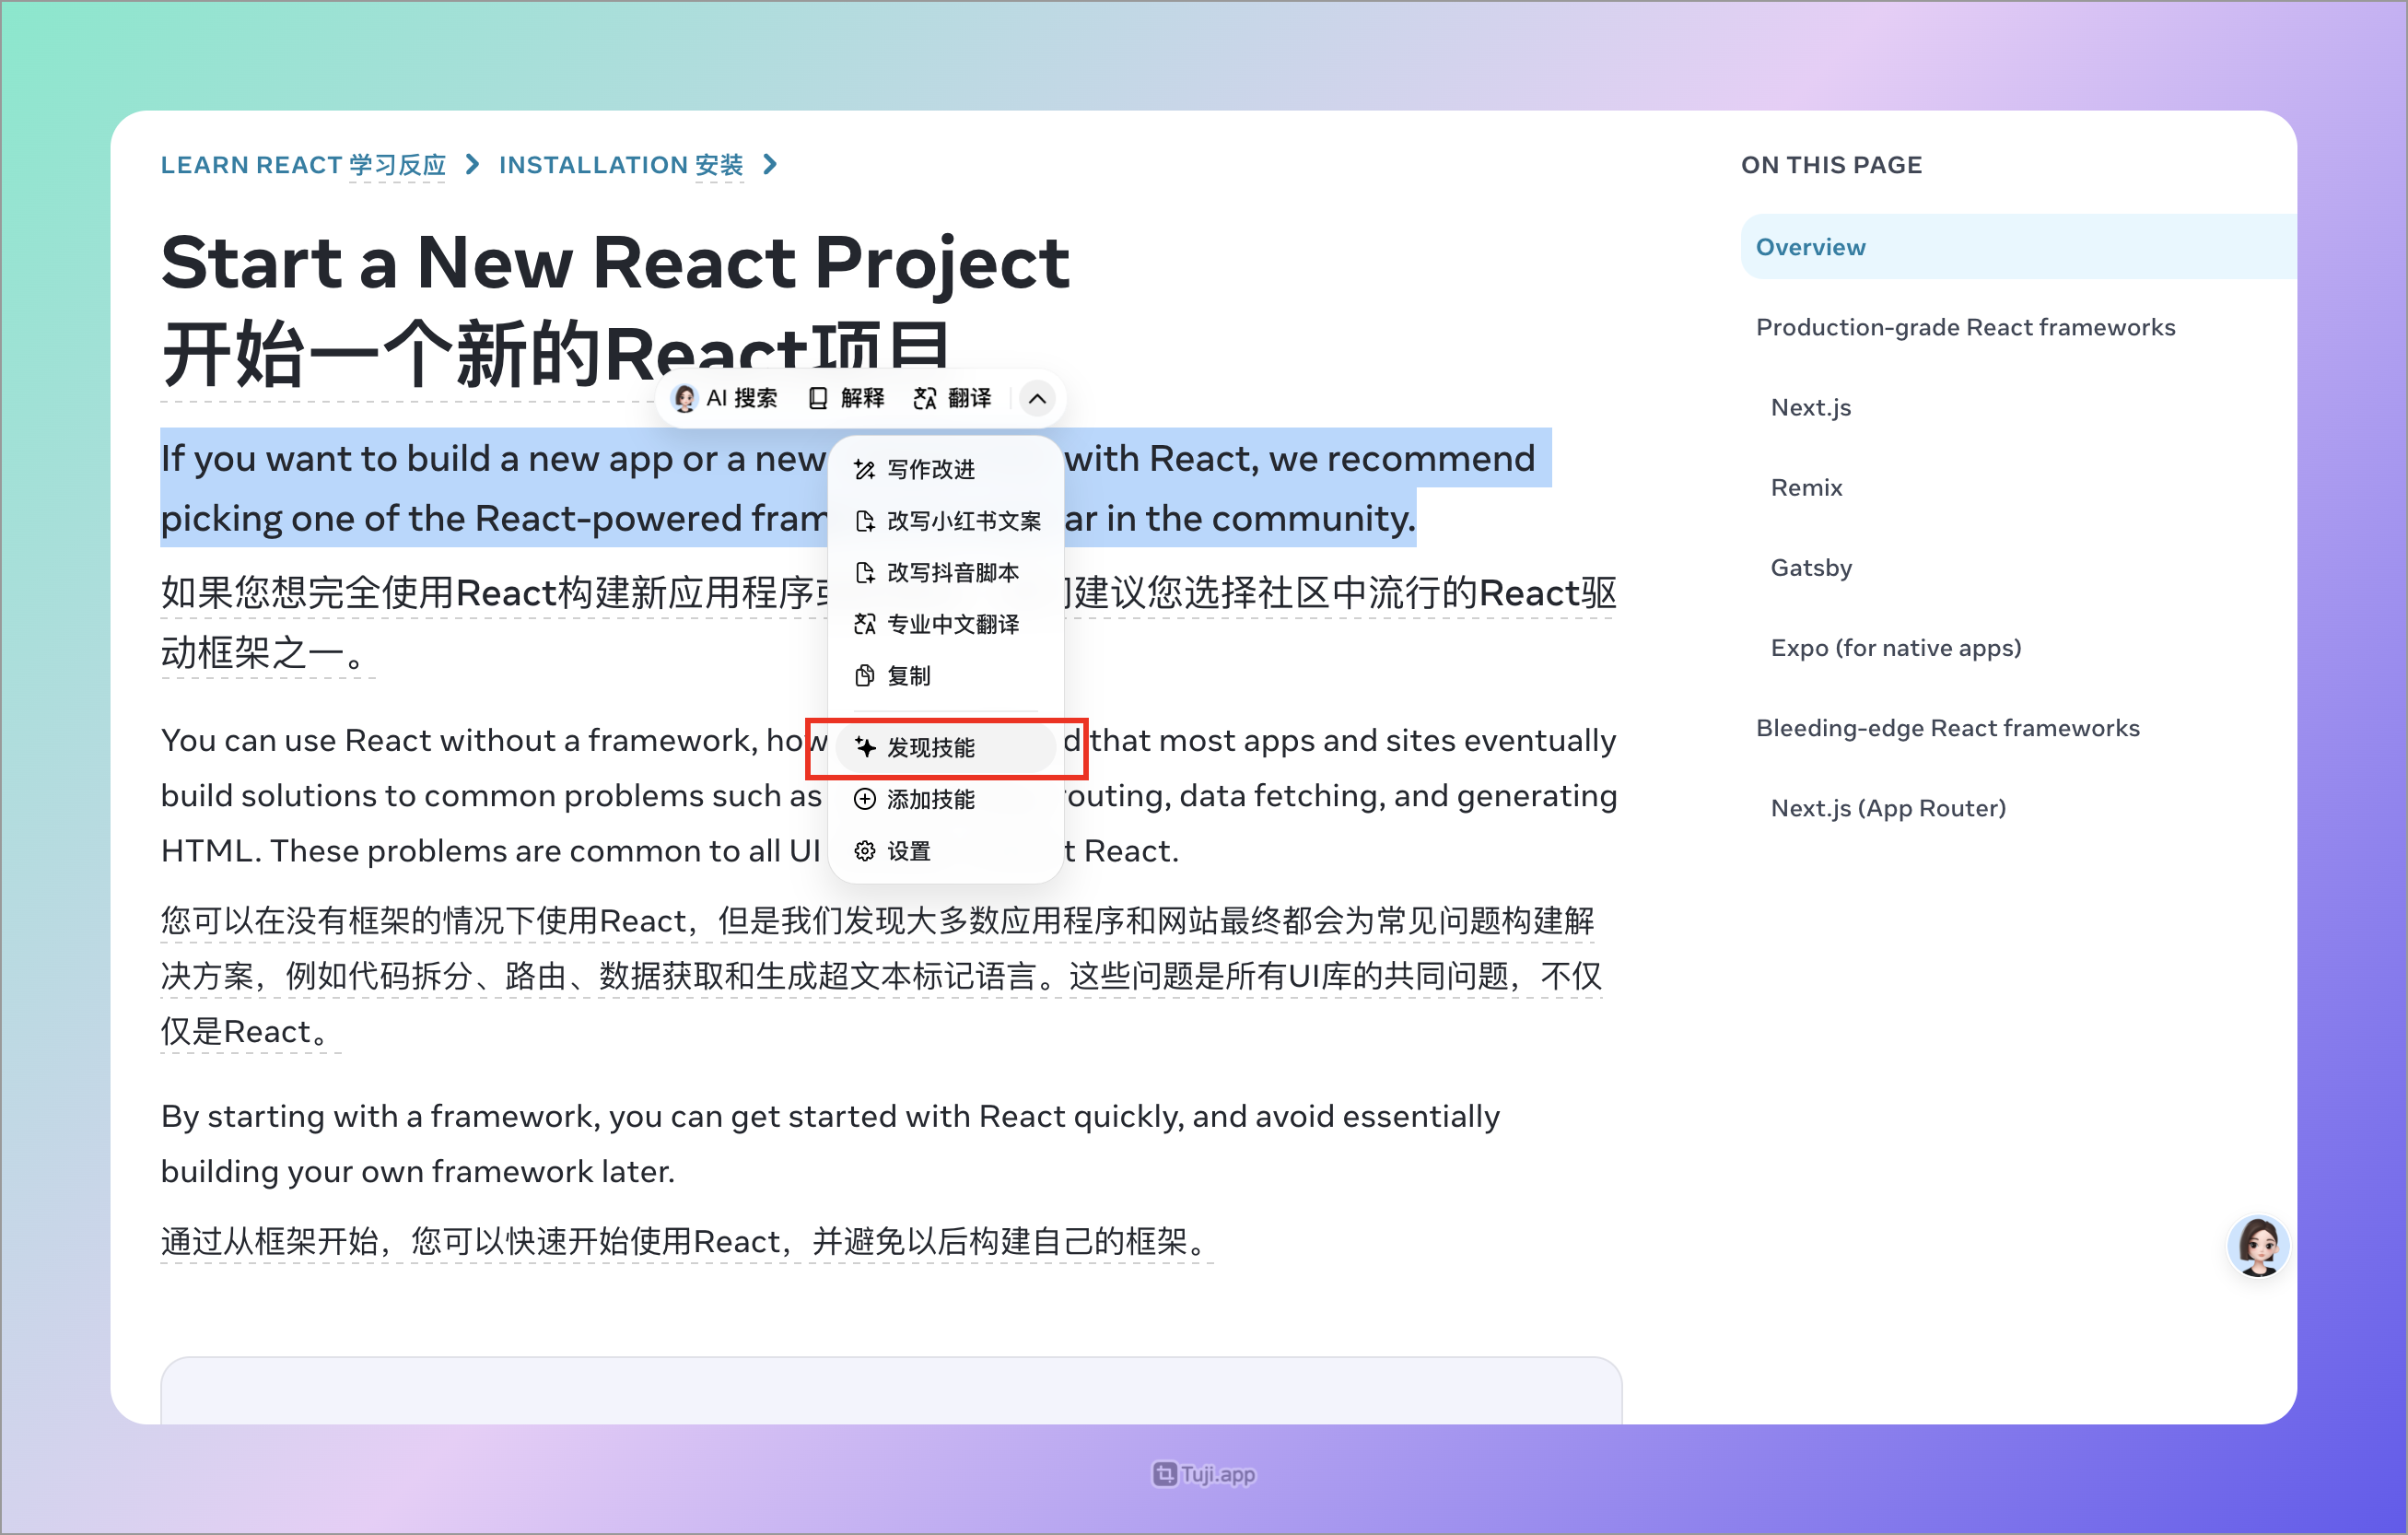 LEARN REACT 学习反应 INSTALLATION 安装
ON THIS PAGE
Start a New React Project
开始一个新的React项目
AI 搜索 解释 翻译
If you want to build a new app or a new with React, we recommend
picking one of the React-powered fram ar in the community.
如果您想完全使用React构建新应用程序 建议您选择社区中流行的React驱
动框架之一。
写作改进
改写小红书文案
改写抖音脚本
专业中文翻译
复制
发现技能
添加技能
设置
You can use React without a framework, how d that most apps and sites eventually
build solutions to common problems such as routing, data fetching, and generating
HTML. These problems are common to all UI t React.
您可以在没有框架的情况下使用React，但是我们发现大多数应用程序和网站最终都会为常见问题构建解
决方案，例如代码拆分、路由、数据获取和生成超文本标记语言。这些问题是所有UI库的共同问题，不仅
仅是React。
By starting with a framework, you can get started with React quickly, and avoid essentially
building your own framework later.
通过从框架开始，您可以快速开始使用React，并避免以后构建自己的框架。
Overview
Production-grade React frameworks
Next.js
Remix
Gatsby
Expo (for native apps)
Bleeding-edge React frameworks
Next.js (App Router)
Tuji.app